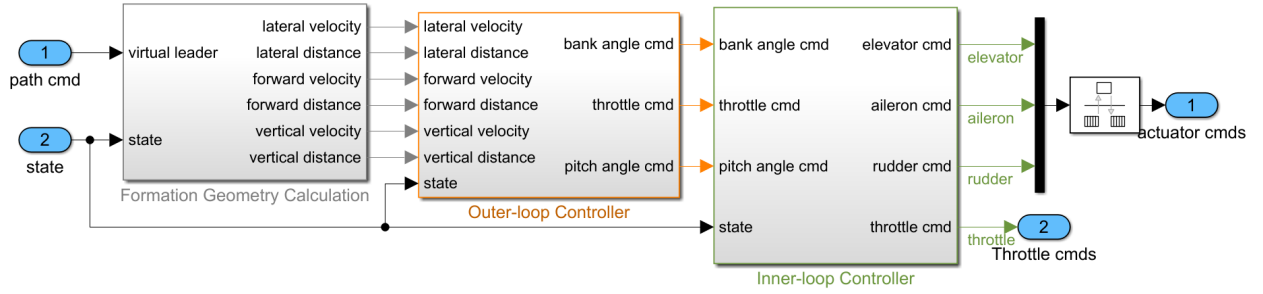 1
path cmd
2
state
virtual leader
state
lateral velocity
lateral distance
forward velocity
forward distance
vertical velocity
vertical distance
Formation Geometry Calculation
lateral velocity
lateral distance
forward velocity
forward distance
vertical velocity
vertical distance
state
bank angle cmd
throttle cmd
pitch angle cmd
Outer-loop Controller
bank angle cmd
throttle cmd
pitch angle cmd
state
elevator cmd
aileron cmd
rudder cmd
throttle cmd
Inner-loop Controller
elevator
aileron
rudder
throttle
1
actuator cmds
2
Throttle cmds